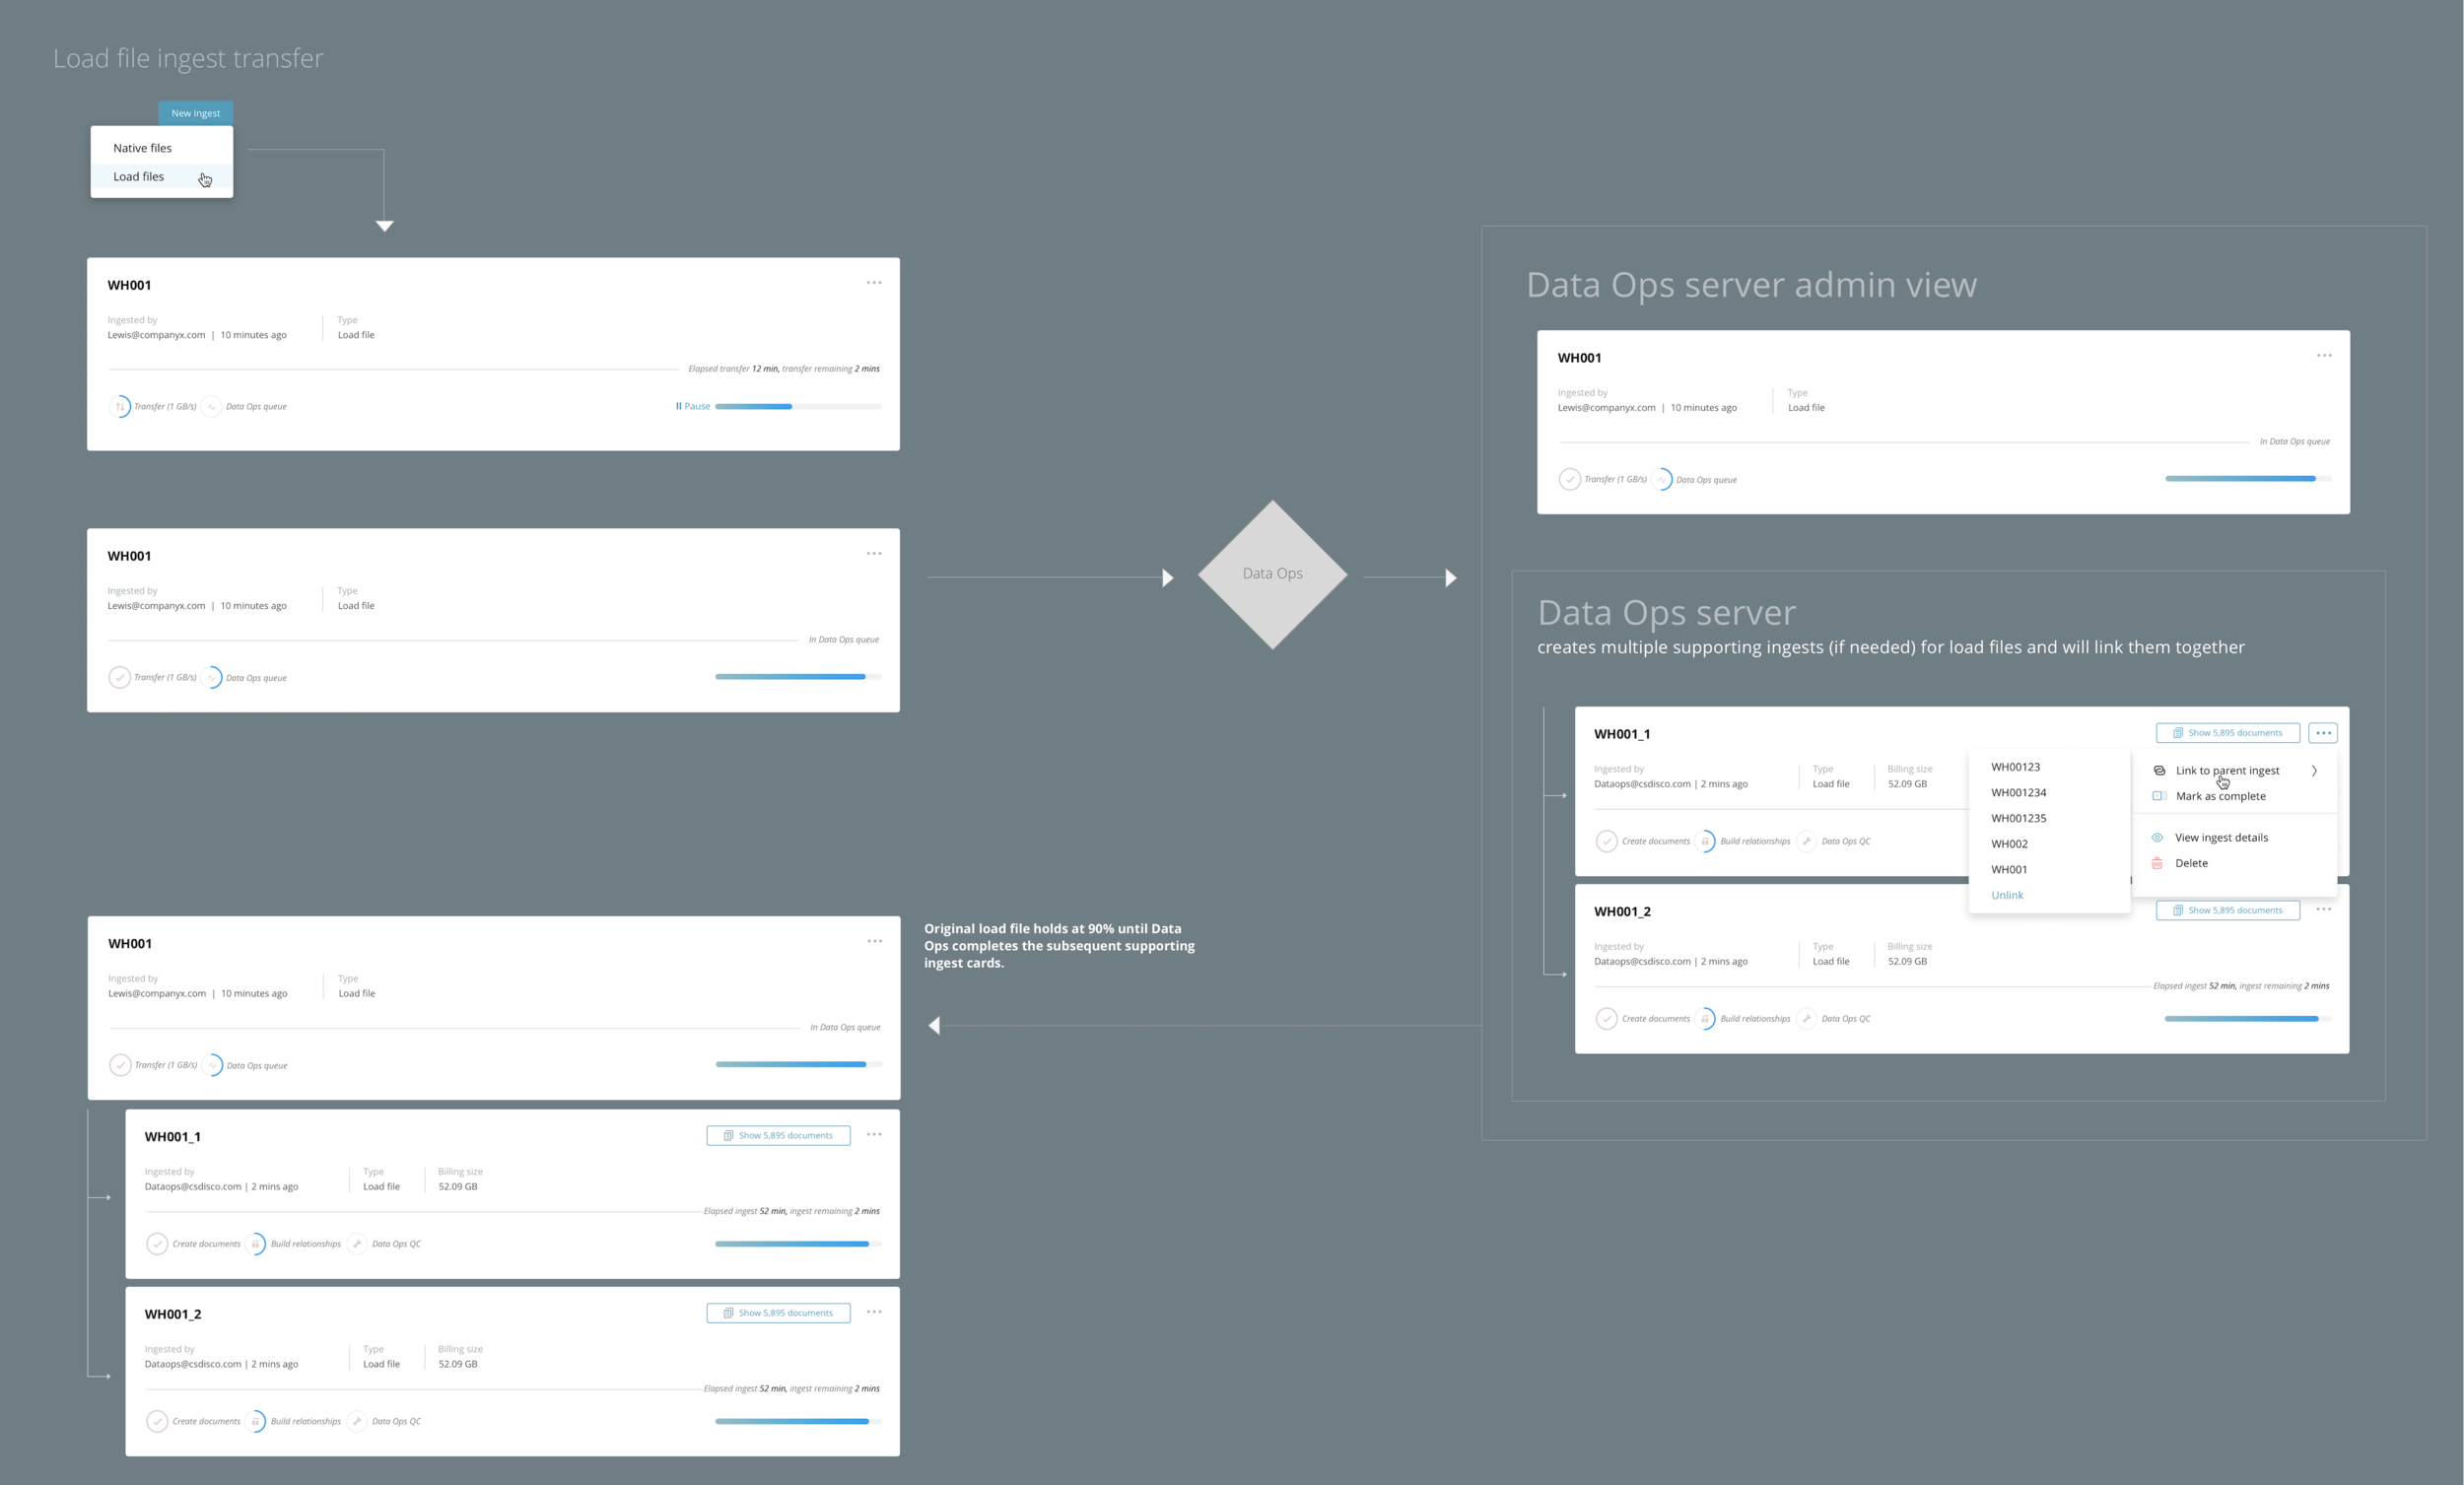 Load file ingest transfer
New Ingest
Native files
Load files
WH001
Ingested by
Lewis@companyx.com | 10 minutes ago
Type
Load file
Elapsed transfer 12 min, transfer remaining 2 mins
Transfer (1 GB/s)
Data Ops queue
Pause
WH001
Ingested by
Lewis@companyx.com | 10 minutes ago
Type
Load file
In Data Ops queue
Transfer (1 GB/s)
Data Ops queue
Data Ops
Data Ops server admin view
WH001
Ingested by
Lewis@companyx.com | 10 minutes ago
Type
Load file
In Data Ops queue
Transfer (1 GB/s)
Data Ops queue
Data Ops server
creates multiple supporting ingests (if needed) for load files and will link them together
WH001_1
Show 5,895 documents
Ingested by
Dataops@csdisco.com | 2 mins ago
Type
Load file
Billing size
52.09 GB
Create documents
Build relationships
Data Ops QC
WH00123
WH001234
WH001235
WH002
WH001
Unlink
Link to parent ingest
Mark as complete
View ingest details
Delete
WH001_2
Show 5,895 documents
Ingested by
Dataops@csdisco.com | 2 mins ago
Type
Load file
Billing size
52.09 GB
Elapsed ingest 52 min, ingest remaining 2 mins
Create documents
Build relationships
Data Ops QC
Original load file holds at 90% until Data
Ops completes the subsequent supporting
ingest cards.
WH001
Ingested by
Lewis@companyx.com | 10 minutes ago
Type
Load file
In Data Ops queue
Transfer (1 GB/s)
Data Ops queue
WH001_1
Show 5,895 documents
Ingested by
Dataops@csdisco.com | 2 mins ago
Type
Load file
Billing size
52.09 GB
Elapsed ingest 52 min, ingest remaining 2 mins
Create documents
Build relationships
Data Ops QC
WH001_2
Show 5,895 documents
Ingested by
Dataops@csdisco.com | 2 mins ago
Type
Load file
Billing size
52.09 GB
Elapsed ingest 52 min, ingest remaining 2 mins
Create documents
Build relationships
Data Ops QC